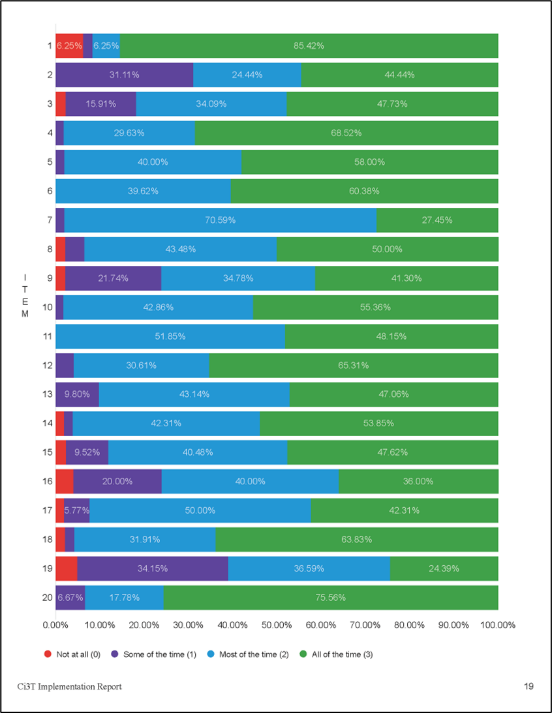 1 6.25% 6.25% 85.42%
2 31.11% 24.44% 44.44%
3 15.91% 34.09% 47.73%
4 29.63% 68.52%
5 40.00% 58.00%
6 39.62% 60.38%
7 70.59% 27.45%
8 43.48% 50.00%
9 21.74% 34.78% 41.30%
10 42.86% 55.36%
11 51.85% 48.15%
12 30.61% 65.31%
13 9.80% 43.14% 47.06%
14 42.31% 53.85%
15 9.52% 40.48% 47.62%
16 20.00% 40.00% 36.00%
17 5.77% 50.00% 42.31%
18 31.91% 63.83%
19 34.15% 36.59% 24.39%
20 6.67% 17.78% 75.56%
I
T
E
M
0.00% 10.00% 20.00% 30.00% 40.00% 50.00% 60.00% 70.00% 80.00% 90.00% 100.00%
Not at all (0) Some of the time (1) Most of the time (2) All of the time (3)
Ci3T Implementation Report 19